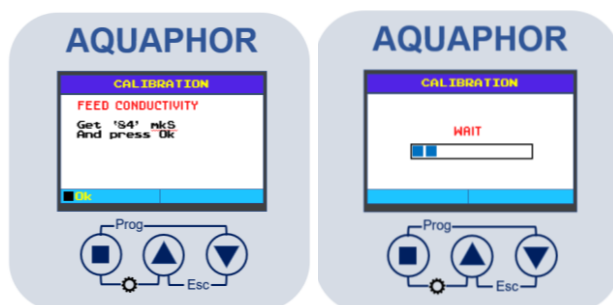 AQUAPHOR
CALIBRATION
FEED CONDUCTIVITY
Get '84' mkS
And press Ok
Ok
Prog
Esc
AQUAPHOR
CALIBRATION
WAIT
Prog
Esc